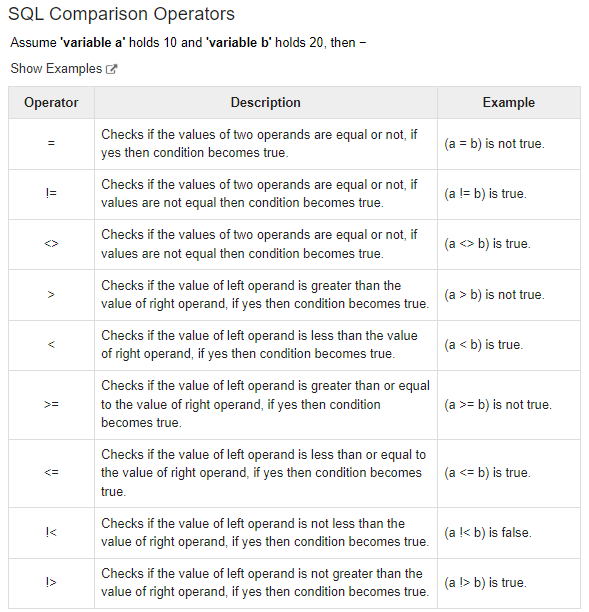 SQL Comparison Operators
Assume 'variable a' holds 10 and 'variable b' holds 20, then −
Show Examples
Operator Description Example
= Checks if the values of two operands are equal or not, if (a = b) is not true.
yes then condition becomes true.
!= Checks if the values of two operands are equal or not, if (a != b) is true.
values are not equal then condition becomes true.
<> Checks if the values of two operands are equal or not, if (a <> b) is true.
values are not equal then condition becomes true.
> Checks if the value of left operand is greater than the (a > b) is not true.
value of right operand, if yes then condition becomes true.
< Checks if the value of left operand is less than the value (a < b) is true.
of right operand, if yes then condition becomes true.
>= Checks if the value of left operand is greater than or equal (a >= b) is not true.
to the value of right operand, if yes then condition
becomes true.
<= Checks if the value of left operand is less than or equal to (a <= b) is true.
the value of right operand, if yes then condition becomes
true.
!< Checks if the value of left operand is not less than the (a !< b) is false.
value of right operand, if yes then condition becomes true.
!> Checks if the value of left operand is not greater than the (a !> b) is true.
value of right operand, if yes then condition becomes true.